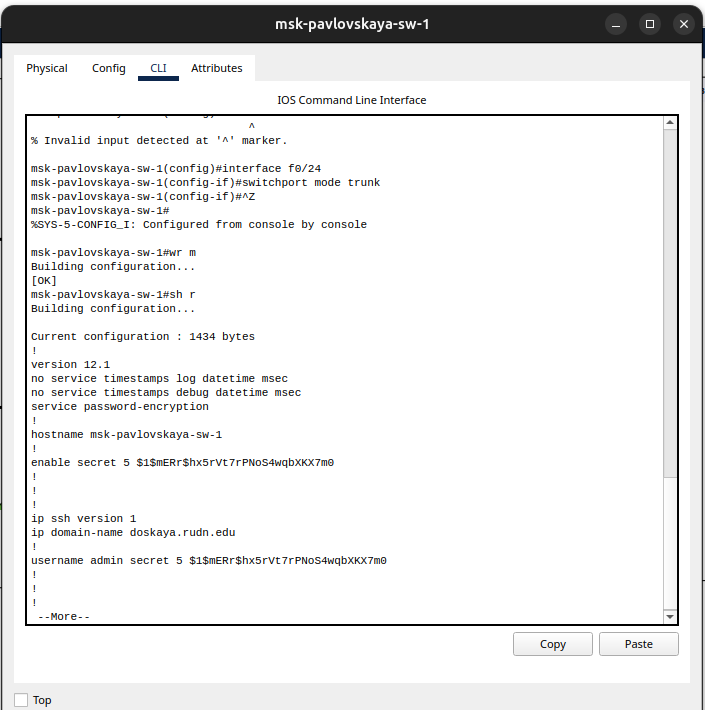 msk-pavlovskaya-sw-1
Physical Config CLI Attributes
IOS Command Line Interface
^
% Invalid input detected at '^' marker.
msk-pavlovskaya-sw-1(config)#interface f0/24
msk-pavlovskaya-sw-1(config-if)#switchport mode trunk
msk-pavlovskaya-sw-1(config-if)#^Z
msk-pavlovskaya-sw-1#
%SYS-5-CONFIG_I: Configured from console by console
msk-pavlovskaya-sw-1#wr m
Building configuration...
[OK]
msk-pavlovskaya-sw-1#sh r
Building configuration...
Current configuration : 1434 bytes
!
version 12.1
no service timestamps log datetime msec
no service timestamps debug datetime msec
service password-encryption
!
hostname msk-pavlovskaya-sw-1
!
enable secret 5 $1$mERr$hx5rVt7rPNoS4wqbXKX7m0
!
!
!
ip ssh version 1
ip domain-name doskaya.rudn.edu
!
username admin secret 5 $1$mERr$hx5rVt7rPNoS4wqbXKX7m0
!
!
!
--More--
Copy Paste
Top